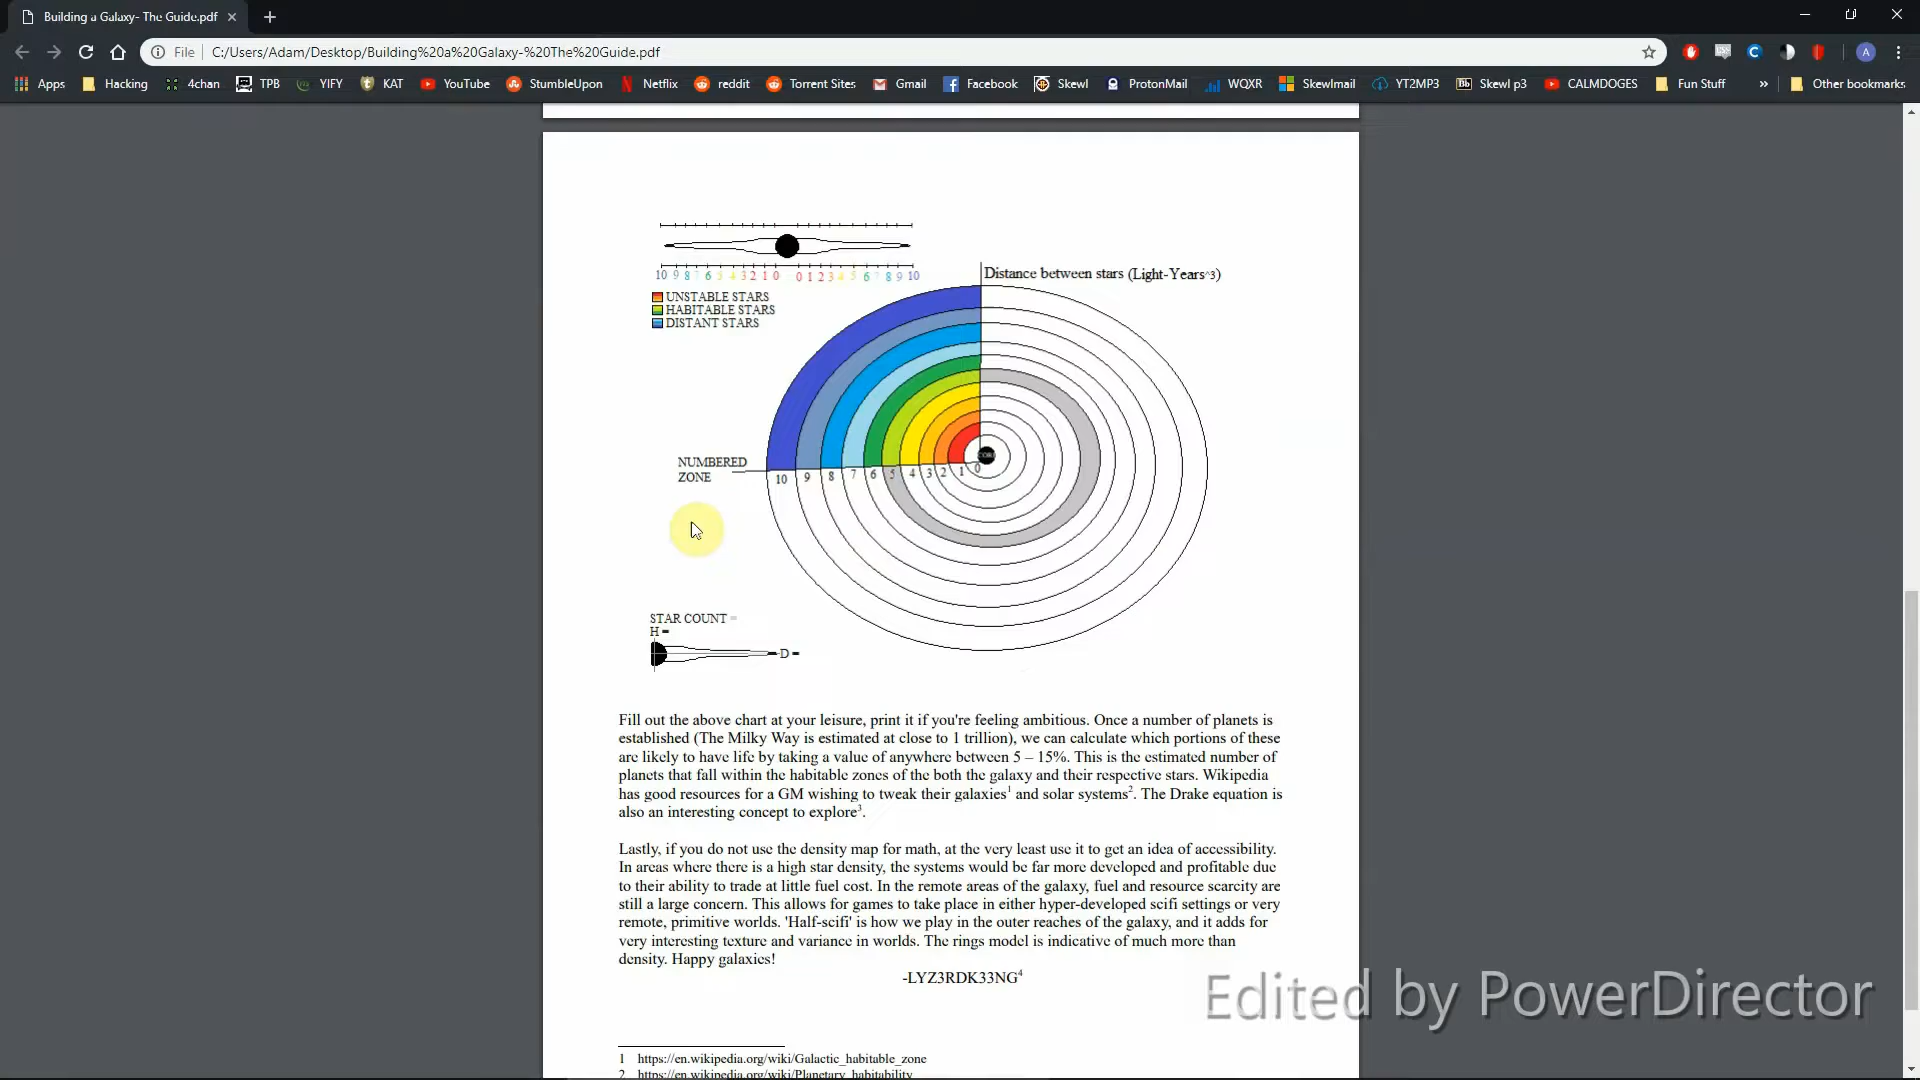 Building a Galaxy- The Guide.pdf
File
C:/Users/Adam/Desktop/Building%20a%20Galaxy-%20The%20Guide.pdf
A
Apps
Hacking
4chan
TPB
YIFY
KAT
YouTube
StumbleUpon
Netflix
reddit
Torrent Sites
Gmail
Facebook
Skewl
ProtonMail
WQXR
Skewlmail
YT2MP3
Bb Skewl p3
CALMDOGES
Fun Stuff
»
Other bookmarks
10 9 8 7 6 5 4 3 2 1 0 0 1 2 3 4 5 6 7 8 9 10
UNSTABLE STARS
HABITABLE STARS
DISTANT STARS
Distance between stars (Light-Years^3)
CORE
NUMBERED
ZONE
10 9 8 7 6 5 4 3 2 1 0
STAR COUNT =
H =
D =
Fill out the above chart at your leisure, print it if you're feeling ambitious. Once a number of planets is
established (The Milky Way is estimated at close to 1 trillion), we can calculate which portions of these
are likely to have life by taking a value of anywhere between 5 – 15%. This is the estimated number of
planets that fall within the habitable zones of the both the galaxy and their respective stars. Wikipedia
has good resources for a GM wishing to tweak their galaxies1 and solar systems2. The Drake equation is
also an interesting concept to explore3.
Lastly, if you do not use the density map for math, at the very least use it to get an idea of accessibility.
In areas where there is a high star density, the systems would be far more developed and profitable due
to their ability to trade at little fuel cost. In the remote areas of the galaxy, fuel and resource scarcity are
still a large concern. This allows for games to take place in either hyper-developed scifi settings or very
remote, primitive worlds. 'Half-scifi' is how we play in the outer reaches of the galaxy, and it adds for
very interesting texture and variance in worlds. The rings model is indicative of much more than
density. Happy galaxies!
-LYZ3RDK33NG4
1 https://en.wikipedia.org/wiki/Galactic_habitable_zone
2 https://en.wikipedia.org/wiki/Planetary_habitability
Edited by PowerDirector